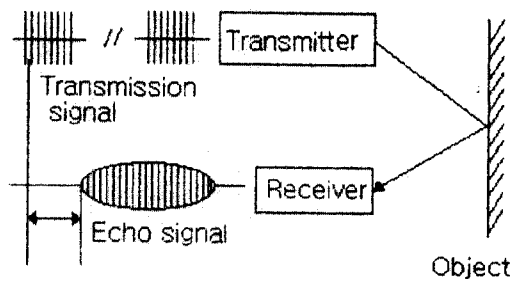 Transmitter
Transmission
signal
Receiver
Echo signal
Object